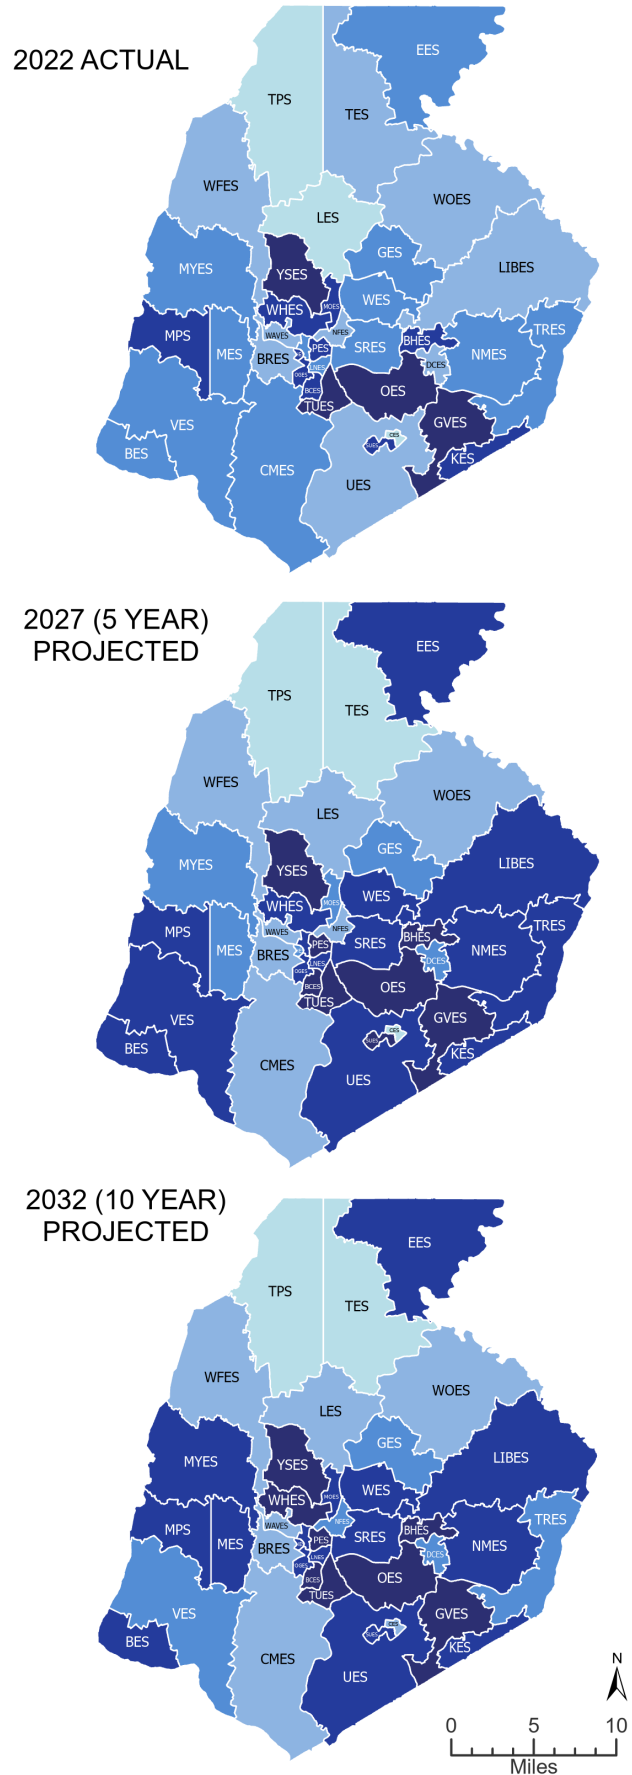 2022 ACTUAL
EES
TPS
TES
WFES
WOES
LES
GES
LIBES
MYES
YSES
WES
WHES
MOES
TRES
MPS
WAVES
NFES
BHES
MES
BRES
PES
SRES
NMES
LNES
DCES
OGES
OES
BCES
TUES
GVES
VES
BES
CMES
SUES
CES
KES
UES
2027 (5 YEAR)
PROJECTED
EES
TPS
TES
WFES
WOES
LES
GES
LIBES
MYES
YSES
WES
WHES
MOES
TRES
MPS
WAVES
NFES
BHES
MES
BRES
PES
SRES
NMES
LNES
DCES
OGES
OES
BCES
TUES
GVES
VES
BES
CMES
SUES
CES
KES
UES
2032 (10 YEAR)
PROJECTED
EES
TPS
TES
WFES
WOES
LES
GES
LIBES
MYES
YSES
WES
WHES
MOES
TRES
MPS
WAVES
NFES
BHES
MES
BRES
PES
SRES
NMES
LNES
DCES
OGES
OES
BCES
TUES
GVES
VES
BES
CMES
SUES
CES
KES
UES
N
0 5 10
Miles